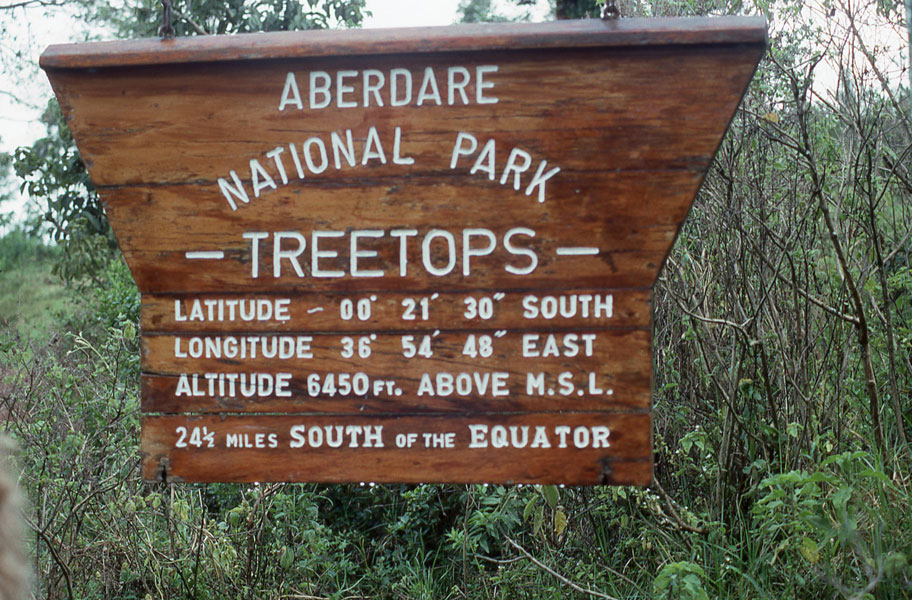 ABERDARE
NATIONAL PARK
— TREETOPS —
LATITUDE ~ 00° 21′ 30″ SOUTH
LONGITUDE 36° 54′ 48″ EAST
ALTITUDE 6450 FT. ABOVE M.S.L.
24½ MILES SOUTH OF THE EQUATOR